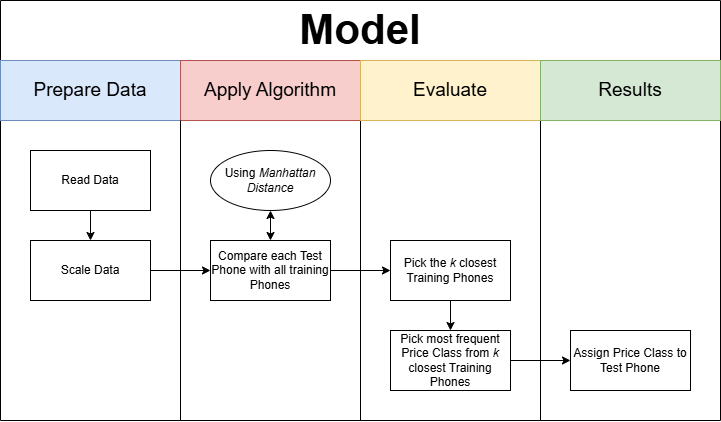 Model
Prepare Data
Apply Algorithm
Evaluate
Results
Read Data
Scale Data
Using Manhattan
Distance
Compare each Test
Phone with all training
Phones
Pick the k closest
Training Phones
Pick most frequent
Price Class from k
closest Training
Phones
Assign Price Class to
Test Phone